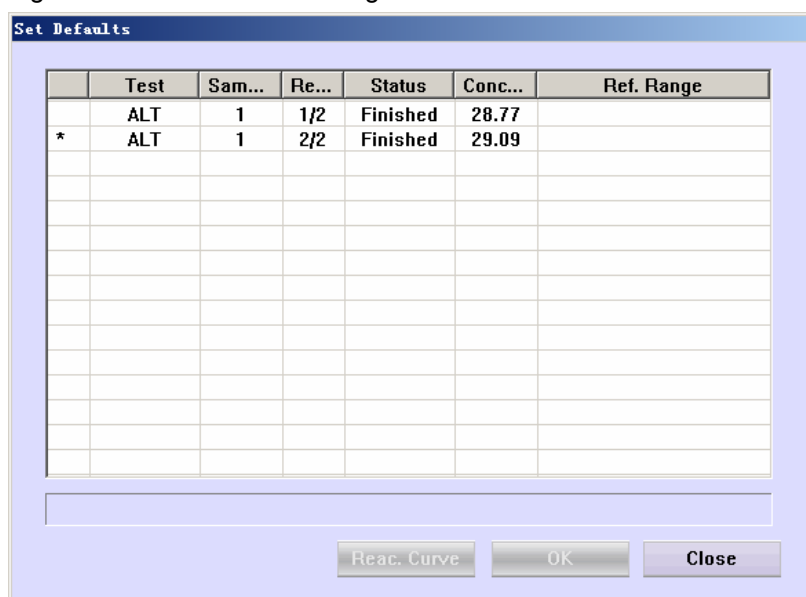 Set Defaults
Test Sam... Re... Status Conc... Ref. Range
ALT 1 1/2 Finished 28.77
* ALT 1 2/2 Finished 29.09
Reac. Curve OK Close